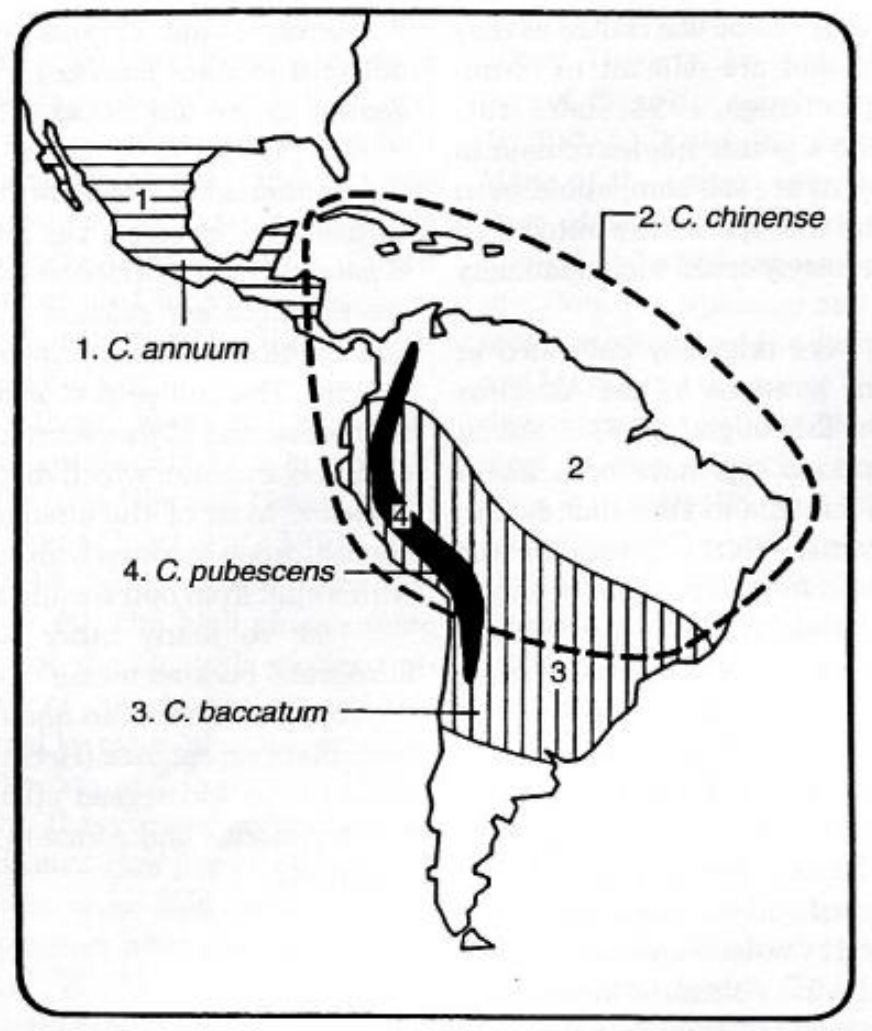 1
2. C. chinense
1. C. annuum
2
4
4. C. pubescens
3
3. C. baccatum